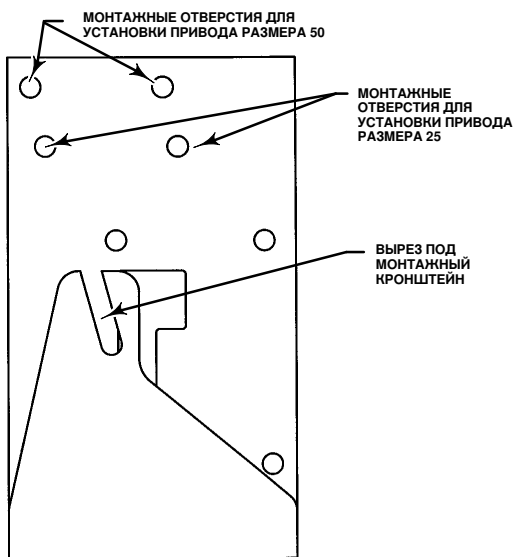 МОНТАЖНЫЕ ОТВЕРСТИЯ ДЛЯ
УСТАНОВКИ ПРИВОДА РАЗМЕРА 50
МОНТАЖНЫЕ
ОТВЕРСТИЯ ДЛЯ
УСТАНОВКИ ПРИВОДА
РАЗМЕРА 25
ВЫРЕЗ ПОД
МОНТАЖНЫЙ
КРОНШТЕЙН